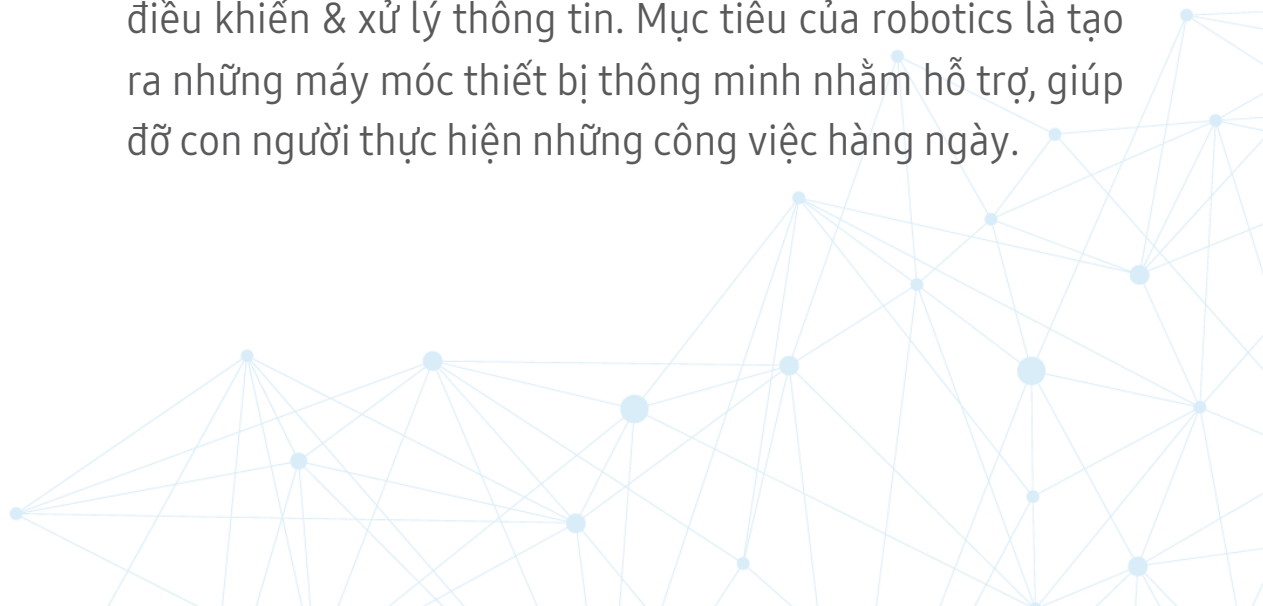 điều khiển & xử lý thông tin. Mục tiêu của robotics là tạo
ra những máy móc thiết bị thông minh nhằm hỗ trợ, giúp
đỡ con người thực hiện những công việc hàng ngày.